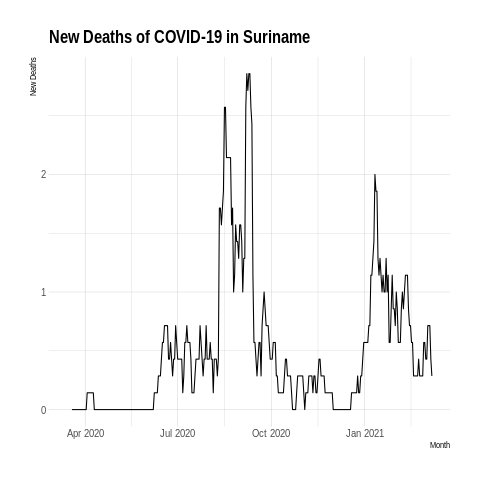 New Deaths of COVID-19 in Suriname
New Deaths
2
1
0
Apr 2020 Jul 2020 Oct 2020 Jan 2021
Month